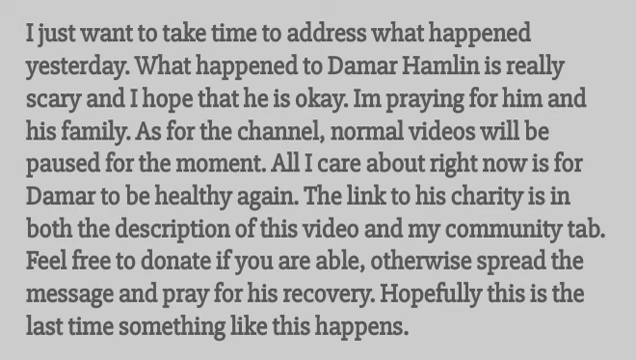 I just want to take time to address what happened
yesterday. What happened to Damar Hamlin is really
scary and I hope that he is okay. Im praying for him and
his family. As for the channel, normal videos will be
paused for the moment. All I care about right now is for
Damar to be healthy again. The link to his charity is in
both the description of this video and my community tab.
Feel free to donate if you are able, otherwise spread the
message and pray for his recovery. Hopefully this is the
last time something like this happens.